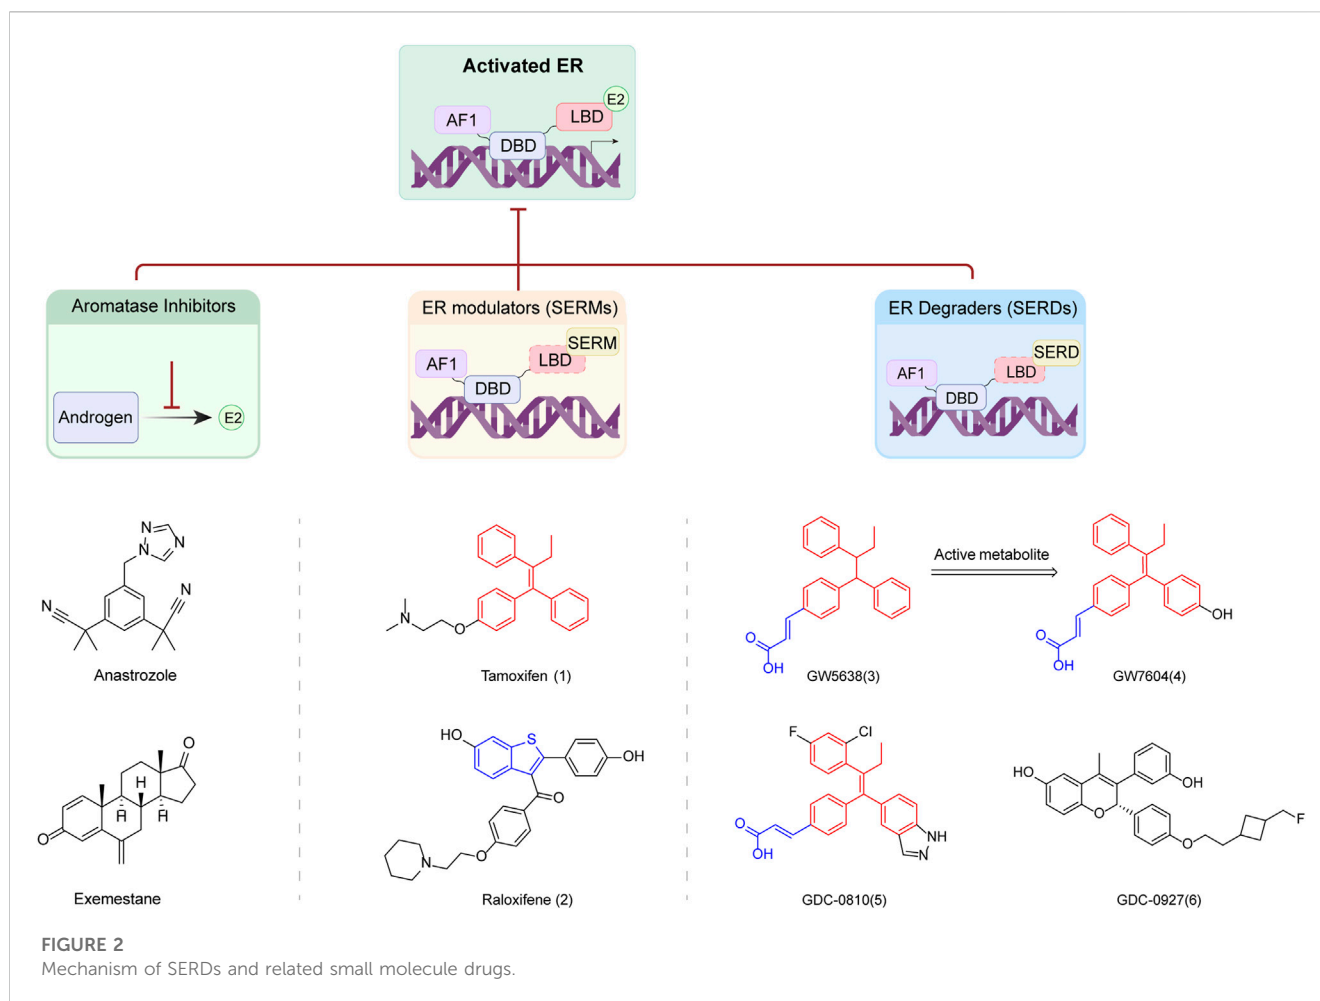 Activated ER
E2
AF1
LBD
DBD
Aromatase Inhibitors
Androgen
E2
ER modulators (SERMs)
SERM
AF1
LBD
DBD
ER Degraders (SERDs)
SERD
AF1
LBD
DBD
N
N
N
N
N
Anastrozole
N
O
Tamoxifen (1)
O
OH
GW5638(3)
Active metabolite
O
OH
OH
GW7604(4)
O
O
Exemestane
HO
S
OH
O
O
N
Raloxifene (2)
F
Cl
O
OH
NH
N
GDC-0810(5)
HO
OH
O
O
F
GDC-0927(6)
H
H
H
FIGURE 2
Mechanism of SERDs and related small molecule drugs.